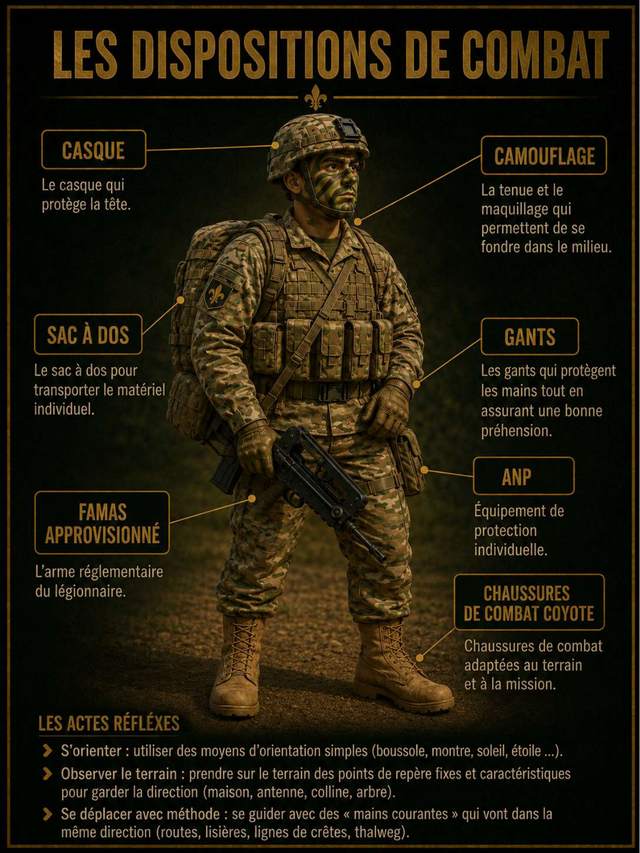 LES DISPOSITIONS DE COMBAT
CASQUE
Le casque qui
protège la tête.
CAMOUFLAGE
La tenue et le
maquillage qui
permettent de se
fondre dans le milieu.
SAC À DOS
Le sac à dos pour
transporter le matériel
individuel.
GANTS
Les gants qui protègent
les mains tout en
assurant une bonne
préhension.
ANP
Équipement de
protection
individuelle.
FAMAS
APPROVISIONNÉ
L'arme réglementaire
du légionnaire.
CHAUSSURES
DE COMBAT COYOTE
Chaussures de combat
adaptées au terrain
et à la mission.
LES ACTES RÉFLÉXES
S'orienter : utiliser des moyens d'orientation simples (boussole, montre, soleil, étoile ...).
Observer le terrain : prendre sur le terrain des points de repère fixes et caractéristiques
pour garder la direction (maison, antenne, colline, arbre).
Se déplacer avec méthode : se guider avec des « mains courantes » qui vont dans la
même direction (routes, lisières, lignes de crêtes, thalweg).